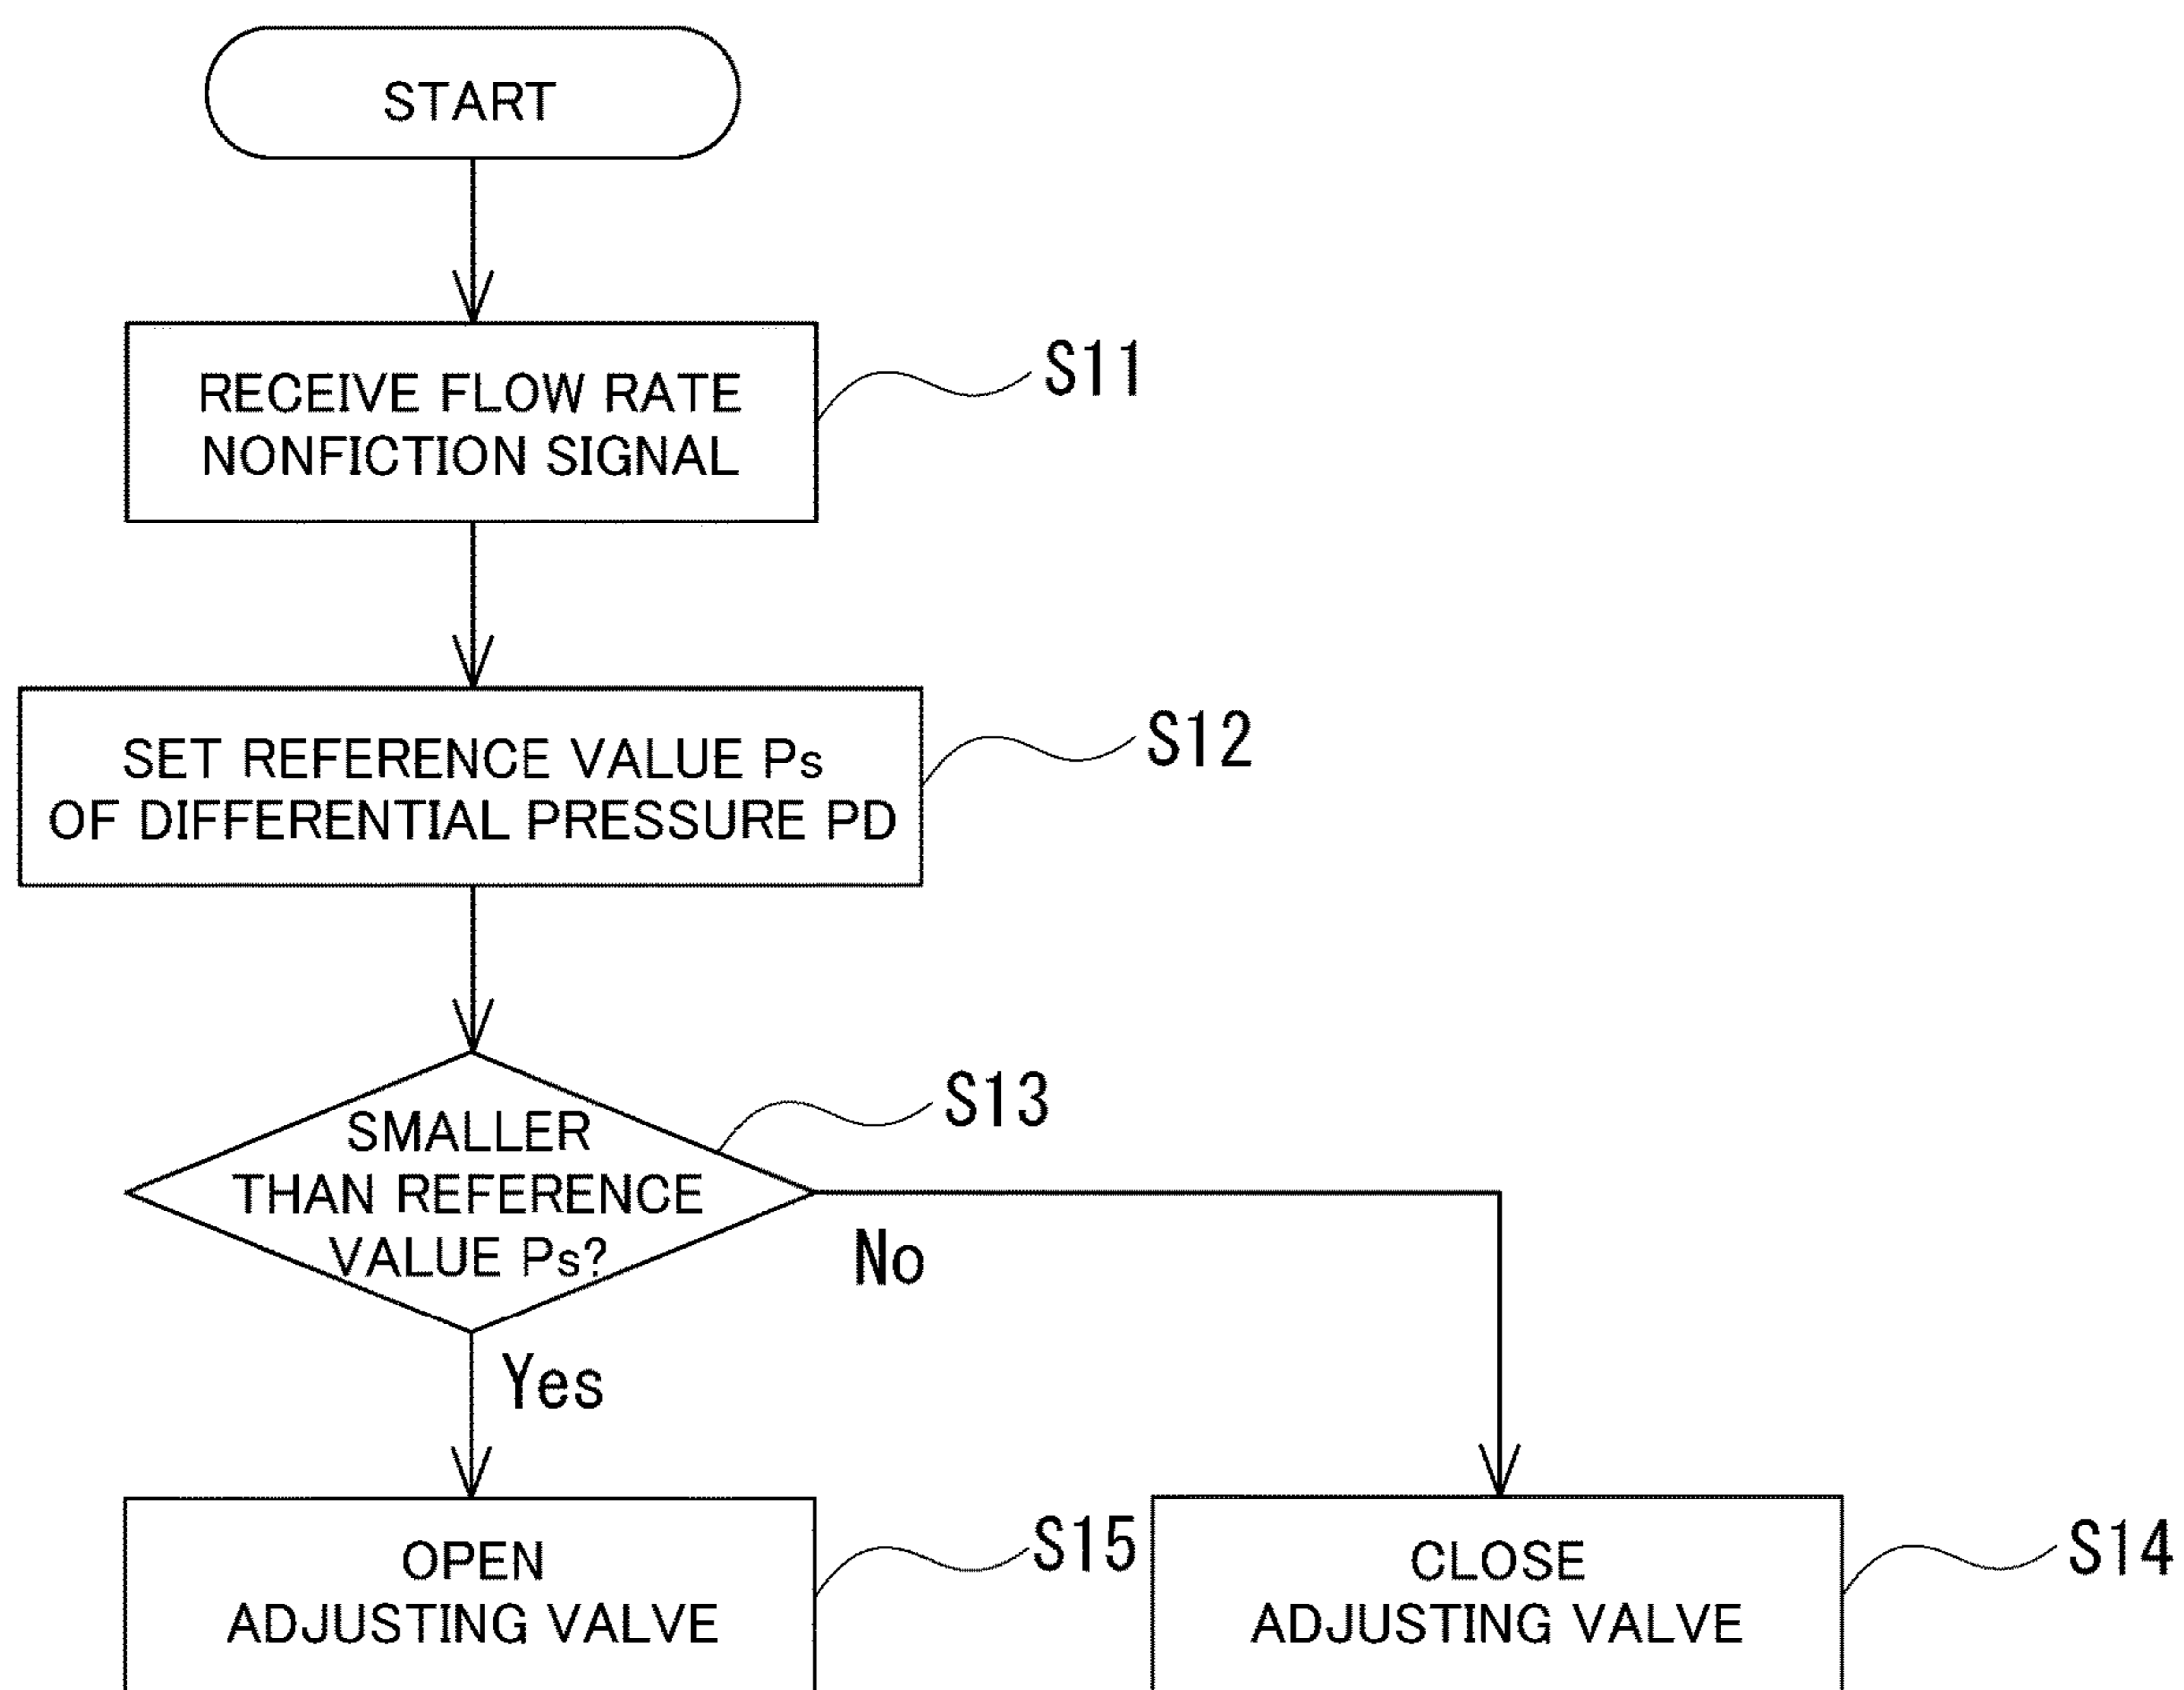 START
RECEIVE FLOW RATE
NONFICTION SIGNAL
S11
SET REFERENCE VALUE Ps
OF DIFFERENTIAL PRESSURE PD
S12
SMALLER
THAN REFERENCE
VALUE Ps?
S13
No
Yes
OPEN
ADJUSTING VALVE
S15
CLOSE
ADJUSTING VALVE
S14